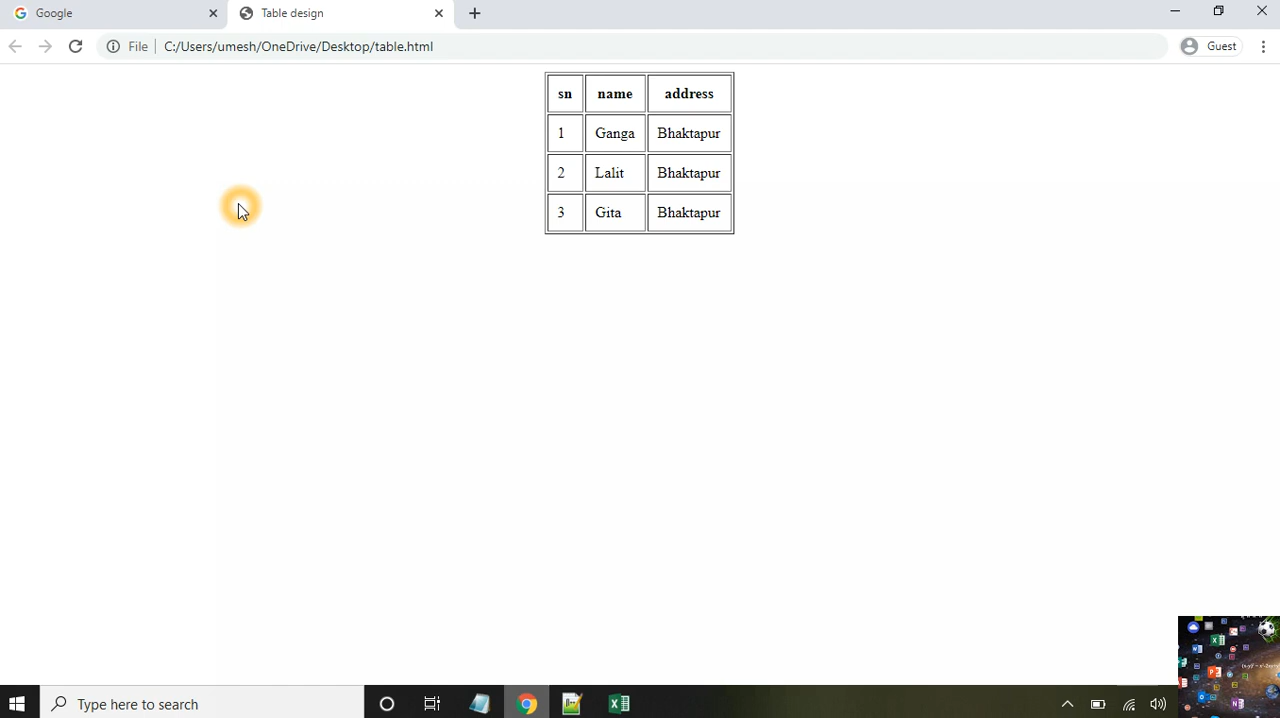 Google
Table design
File
C:/Users/umesh/OneDrive/Desktop/table.html
Guest
sn name address
1 Ganga Bhaktapur
2 Lalit Bhaktapur
3 Gita Bhaktapur
Type here to search